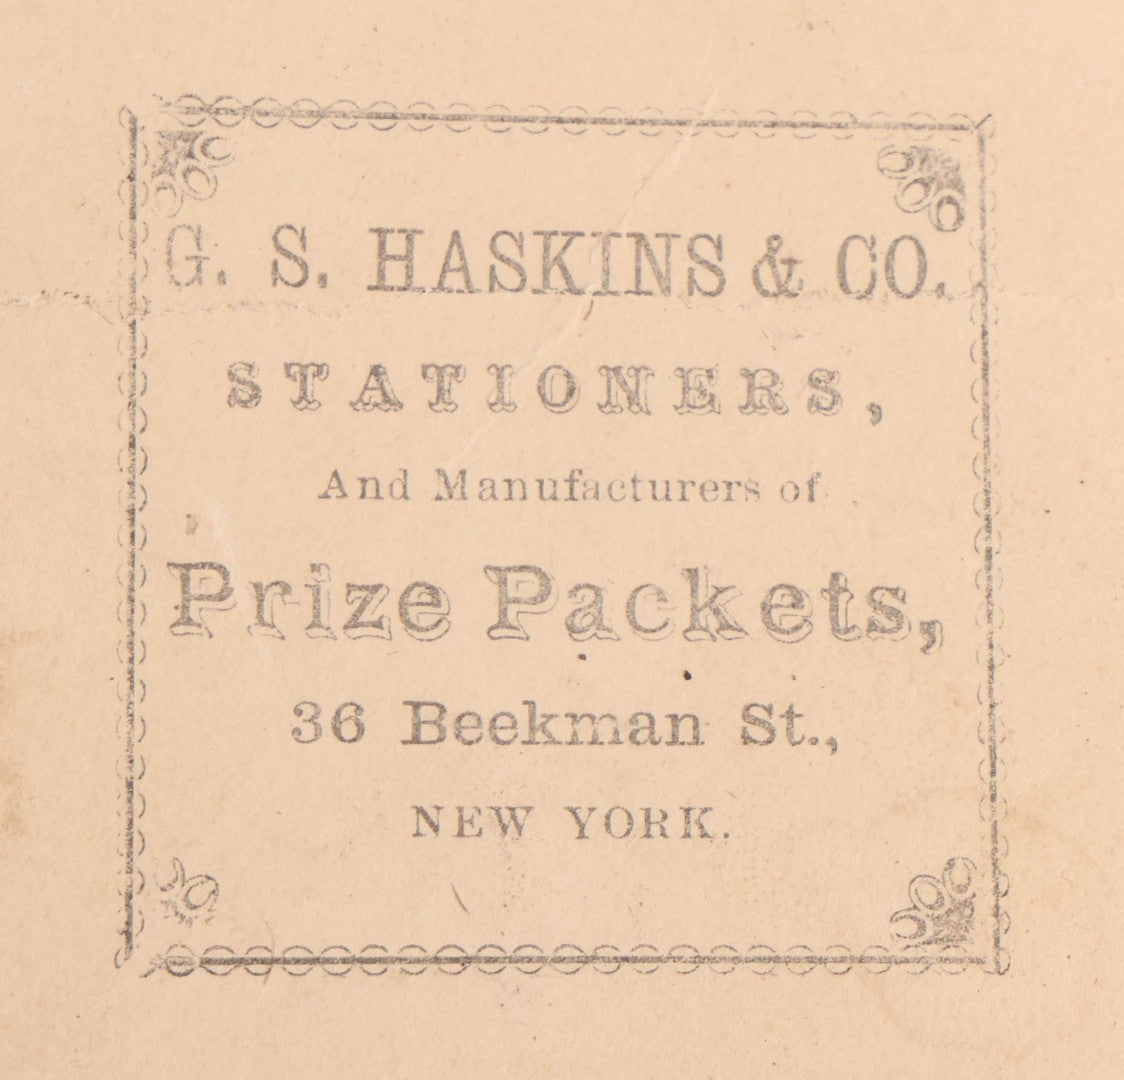 G. S. HASKINS & CO.
STATIONERS,
And Manufacturers of
Prize Packets,
36 Beekman St.,
NEW YORK.